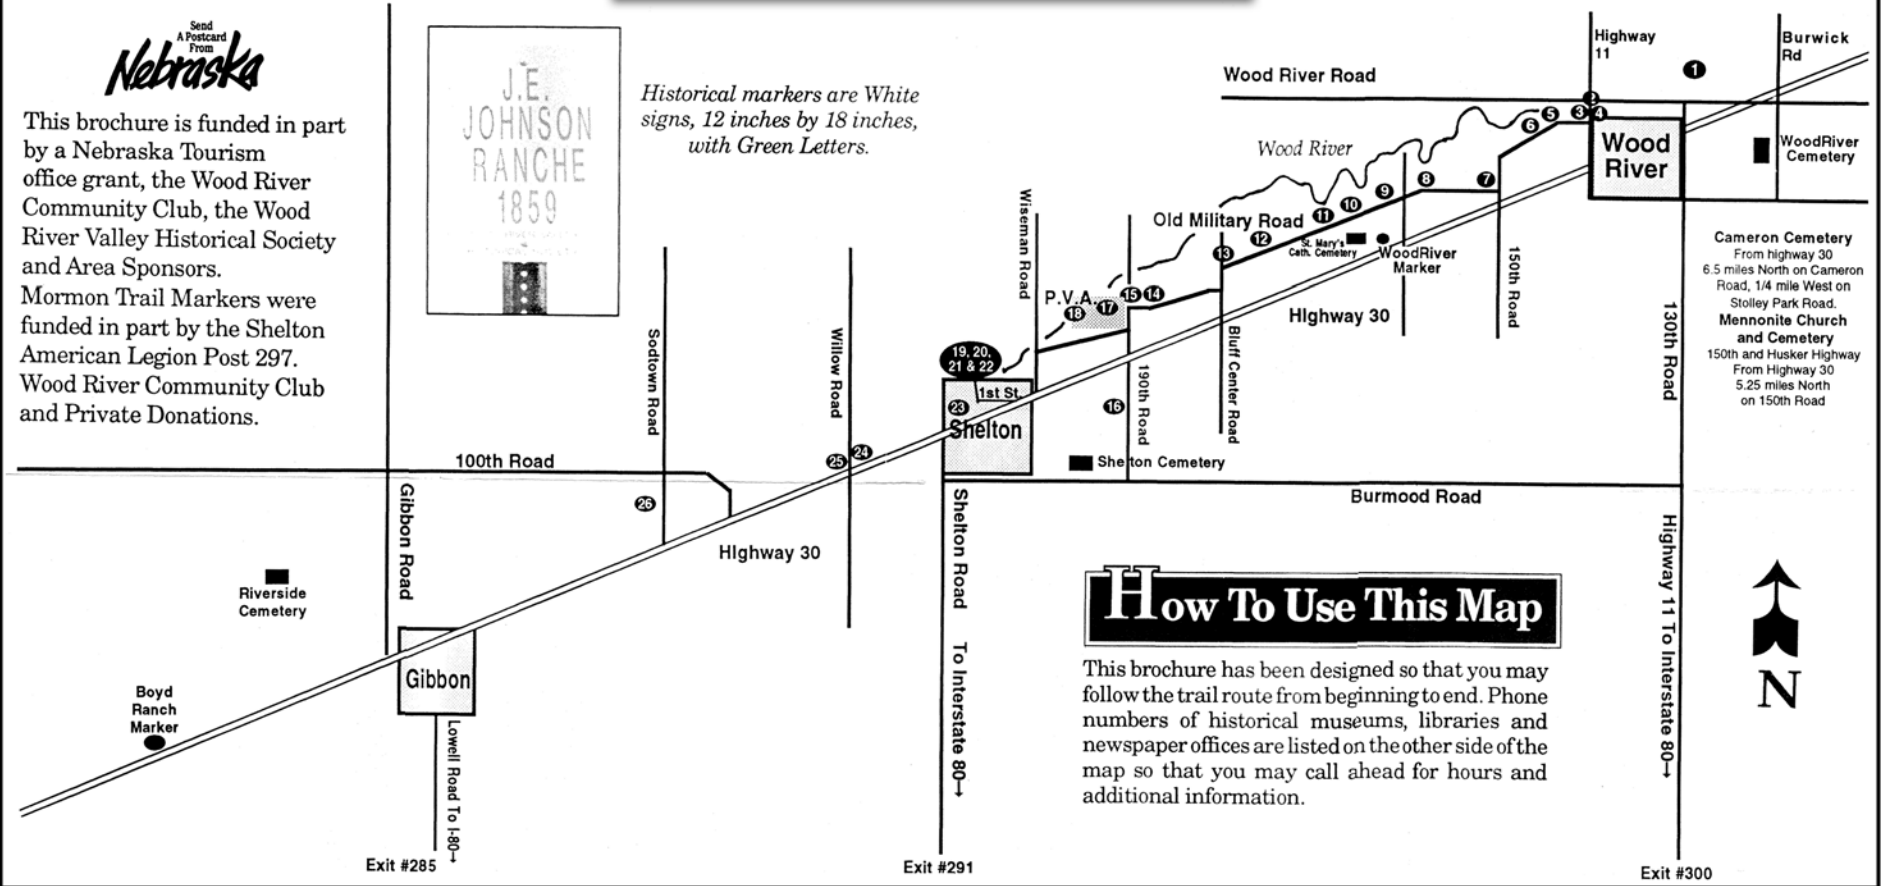 Send
A Postcard
From
Nebraska
This brochure is funded in part
by a Nebraska Tourism
office grant, the Wood River
Community Club, the Wood
River Valley Historical Society
and Area Sponsors.
Mormon Trail Markers were
funded in part by the Shelton
American Legion Post 297.
Wood River Community Club
and Private Donations.
J.E.
JOHNSON
RANCHE
1859
Historical markers are White
signs, 12 inches by 18 inches,
with Green Letters.
Wood River Road
Highway
11
Burwick
Rd
1
2
3
4
5
6
Wood
River
WoodRiver
Cemetery
Wood River
7
8
9
10
11
12
13
Old Military Road
St. Mary's
Cath. Cemetery
WoodRiver
Marker
Wiseman Road
P.V.A.
14
15
16
17
18
HIghway 30
150th Road
130th Road
Bluff Center Road
190th Road
Cameron Cemetery
From highway 30
6.5 miles North on Cameron
Road, 1/4 mile West on
Stolley Park Road.
Mennonite Church
and Cemetery
150th and Husker Highway
From Highway 30
5.25 miles North
on 150th Road
19, 20,
21 & 22
1st St.
23
Shelton
Shelton Cemetery
Sodtown Road
Willow Road
24
25
26
100th Road
Gibbon Road
HIghway 30
Burmood Road
Riverside
Cemetery
Gibbon
Boyd
Ranch
Marker
Lowell Road To I-80→
Exit #285
Shelton Road To Interstate 80→
Exit #291
Highway 11 To Interstate 80→
Exit #300
How To Use This Map
This brochure has been designed so that you may
follow the trail route from beginning to end. Phone
numbers of historical museums, libraries and
newspaper offices are listed on the other side of the
map so that you may call ahead for hours and
additional information.
N